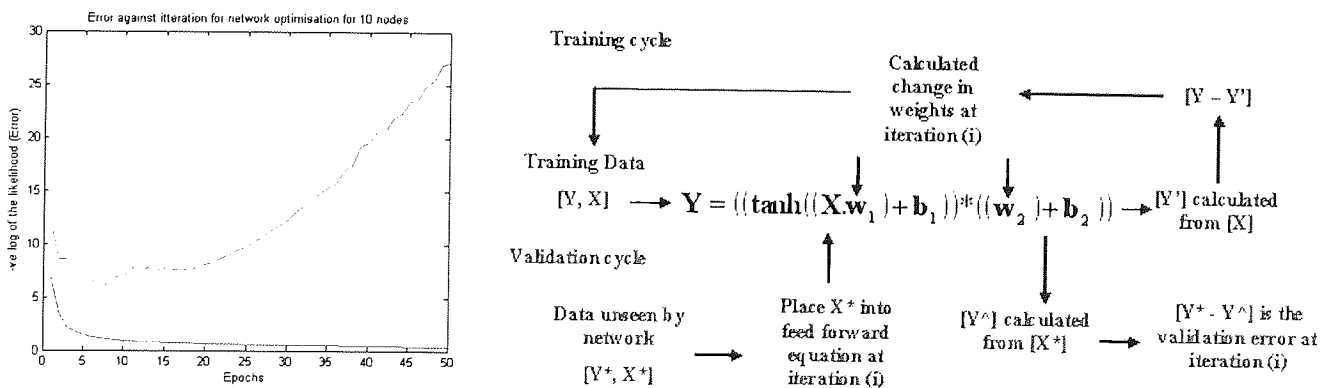 Error against itteration for network optimisation for 10 nodes
-ve log of the likelihood (Error)
30
25
20
15
10
5
0
0 5 10 15 20 25 30 35 40 45 50
Epochs
Training cycle
Calculated
change in
weights at
iteration (i)
[Y – Y']
Training Data
[Y, X]
Y = ((tanh((X.w₁)+b₁))*((w₂)+b₂))
[Y'] calculated
from [X]
Validation cycle
Data unseen by
network
[Y*, X*]
Place X* into
feed forward
equation at
iteration (i)
[Y^] calculated
from [X*]
[Y* - Y^] is the
validation error at
iteration (i)